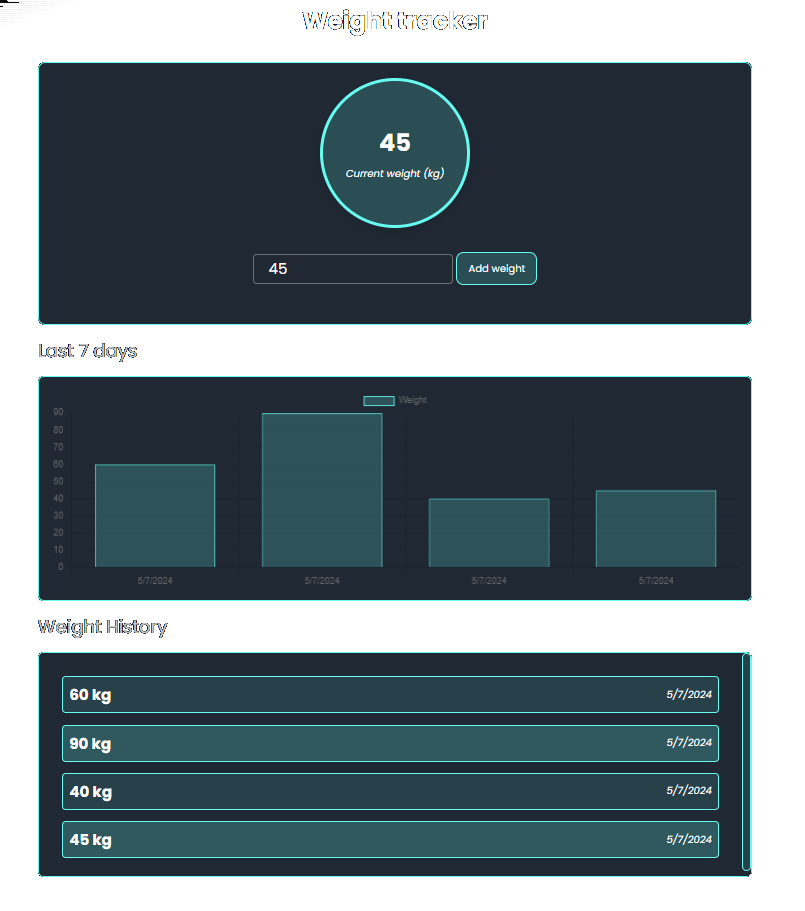 Weight tracker
45
Current weight (kg)
45 Add weight
Last 7 days
Weight
90
80
70
60
50
40
30
20
10
0
5/7/2024 5/7/2024 5/7/2024 5/7/2024
Weight History
60 kg 5/7/2024
90 kg 5/7/2024
40 kg 5/7/2024
45 kg 5/7/2024